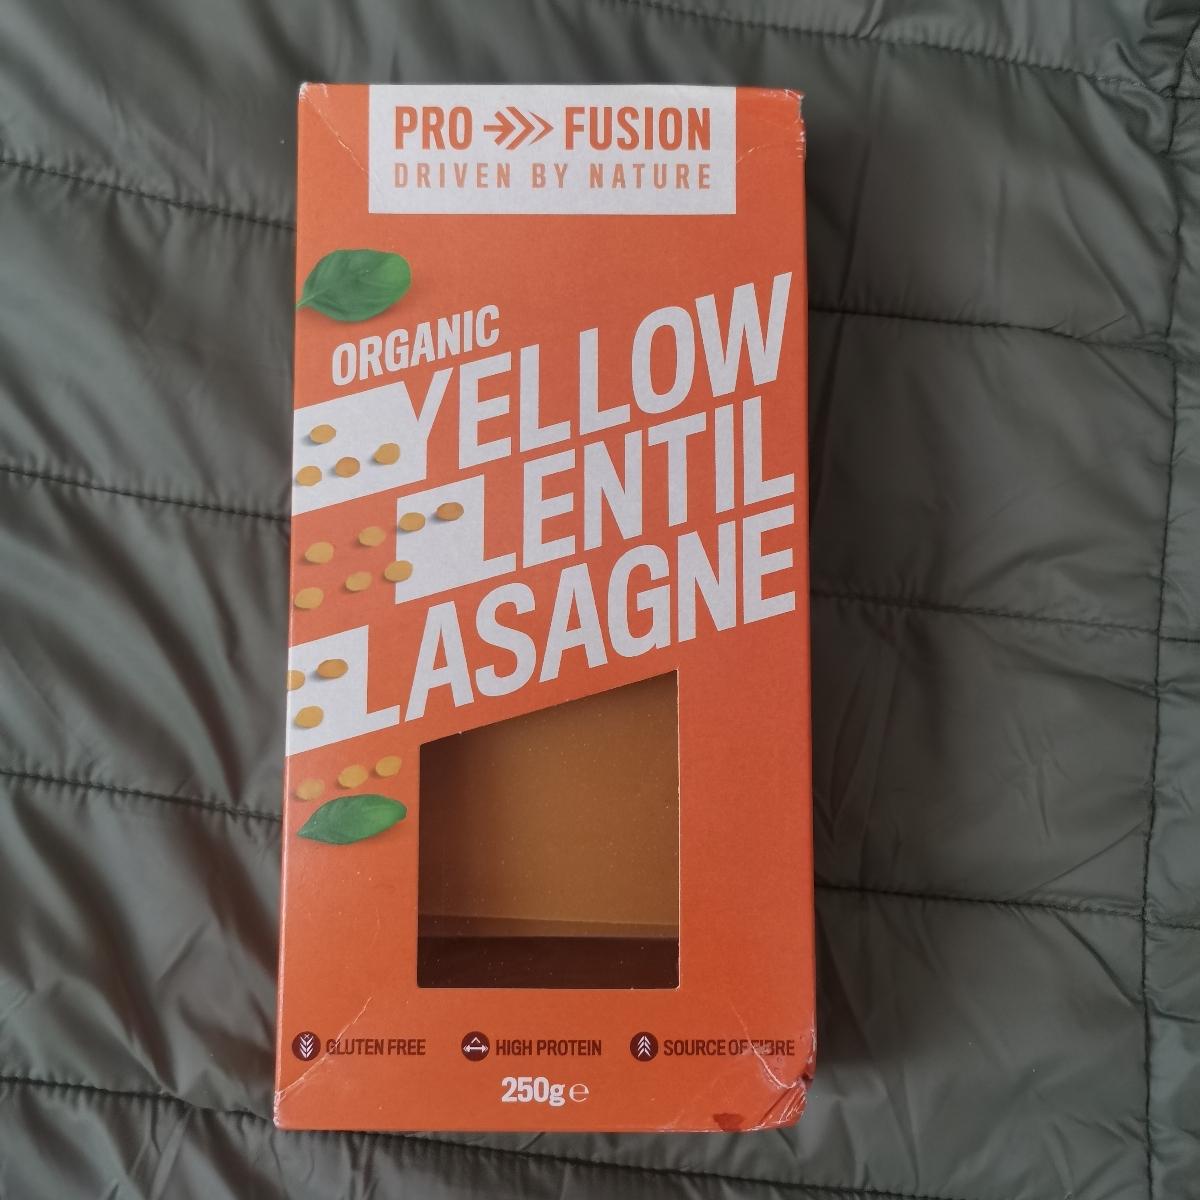 PRO FUSION
DRIVEN BY NATURE
ORGANIC
YELLOW
LENTIL
LASAGNE
GLUTEN FREE HIGH PROTEIN SOURCE OF FIBRE
250g ℮